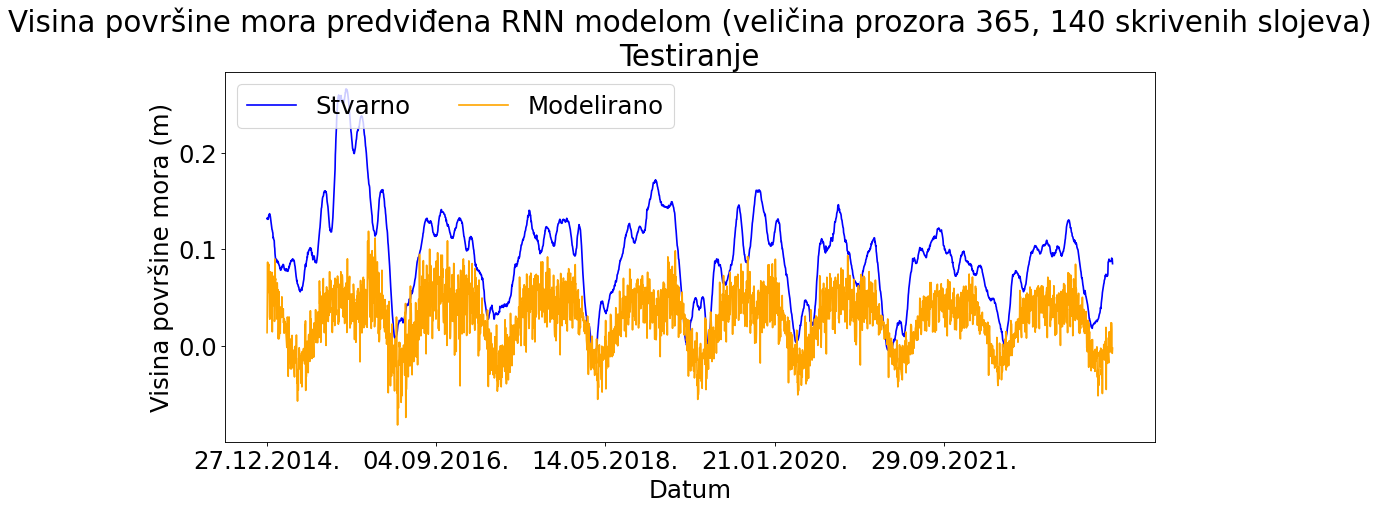 Visina površine mora predviđena RNN modelom (veličina prozora 365, 140 skrivenih slojeva)
Testiranje
Stvarno
Modelirano
Visina površine mora (m)
0.2
0.1
0.0
27.12.2014.
04.09.2016.
14.05.2018.
21.01.2020.
29.09.2021.
Datum